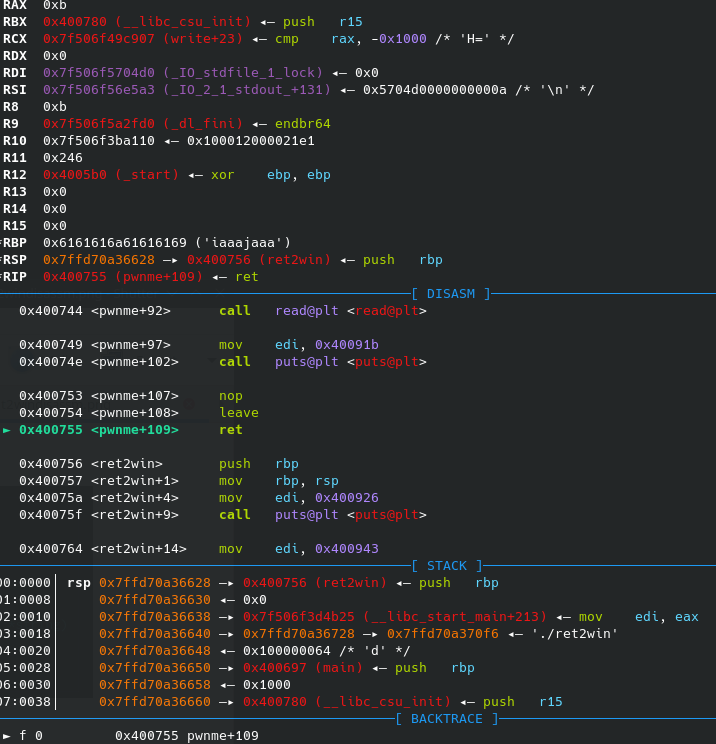 RAX 0xb
RBX 0x400780 (__libc_csu_init) ◂— push r15
RCX 0x7f506f49c907 (write+23) ◂— cmp rax, -0x1000 /* 'H=' */
RDX 0x0
RDI 0x7f506f5704d0 (_IO_stdfile_1_lock) ◂— 0x0
RSI 0x7f506f56e5a3 (_IO_2_1_stdout_+131) ◂— 0x5704d0000000000a /* '\n' */
R8 0xb
R9 0x7f506f5a2fd0 (_dl_fini) ◂— endbr64
R10 0x7f506f3ba110 ◂— 0x100012000021e1
R11 0x246
R12 0x4005b0 (_start) ◂— xor ebp, ebp
R13 0x0
R14 0x0
R15 0x0
*RBP 0x6161616a61616169 ('iaaajaaa')
*RSP 0x7ffd70a36628 —▸ 0x400756 (ret2win) ◂— push rbp
*RIP 0x400755 (pwnme+109) ◂— ret
[ DISASM ]
0x400744 <pwnme+92> call read@plt <read@plt>
0x400749 <pwnme+97> mov edi, 0x40091b
0x40074e <pwnme+102> call puts@plt <puts@plt>
0x400753 <pwnme+107> nop
0x400754 <pwnme+108> leave
► 0x400755 <pwnme+109> ret
0x400756 <ret2win> push rbp
0x400757 <ret2win+1> mov rbp, rsp
0x40075a <ret2win+4> mov edi, 0x400926
0x40075f <ret2win+9> call puts@plt <puts@plt>
0x400764 <ret2win+14> mov edi, 0x400943
[ STACK ]
00:0000│ rsp 0x7ffd70a36628 —▸ 0x400756 (ret2win) ◂— push rbp
01:0008│ 0x7ffd70a36630 ◂— 0x0
02:0010│ 0x7ffd70a36638 —▸ 0x7f506f3d4b25 (__libc_start_main+213) ◂— mov edi, eax
03:0018│ 0x7ffd70a36640 —▸ 0x7ffd70a36728 —▸ 0x7ffd70a370f6 ◂— './ret2win'
04:0020│ 0x7ffd70a36648 ◂— 0x100000064 /* 'd' */
05:0028│ 0x7ffd70a36650 —▸ 0x400697 (main) ◂— push rbp
06:0030│ 0x7ffd70a36658 ◂— 0x1000
07:0038│ 0x7ffd70a36660 —▸ 0x400780 (__libc_csu_init) ◂— push r15
[ BACKTRACE ]
► f 0 0x400755 pwnme+109